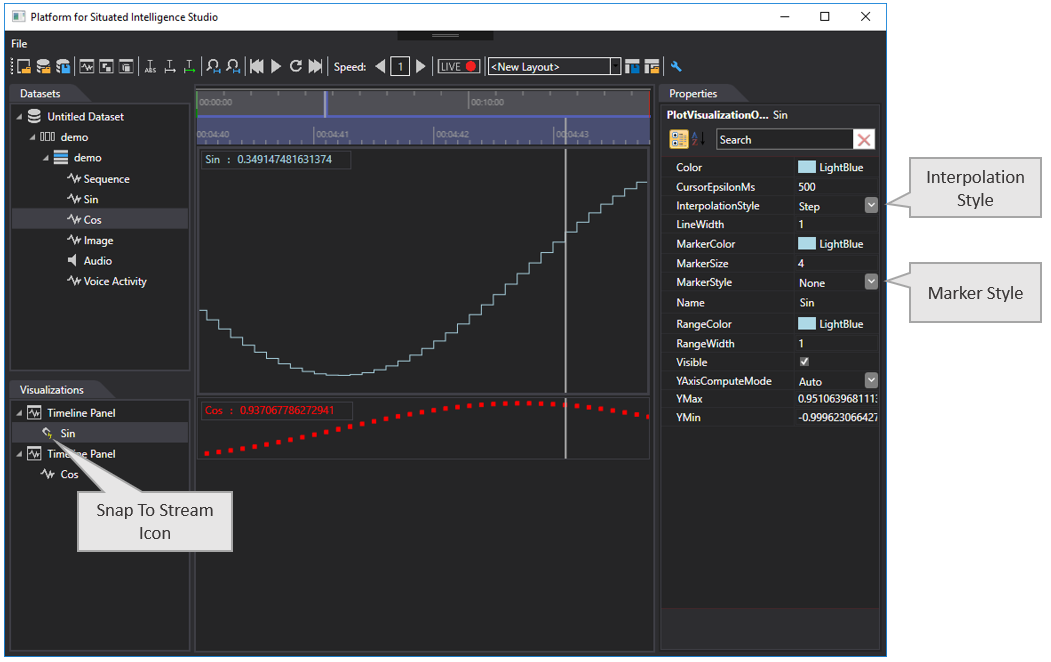 Platform for Situated Intelligence Studio
File
ABS
Speed:
1
LIVE
<New Layout>
Datasets
Untitled Dataset
demo
demo
Sequence
Sin
Cos
Image
Audio
Voice Activity
Visualizations
Timeline Panel
Sin
Timeline Panel
Cos
Snap To Stream
Icon
00:00:00
00:10:00
00:04:40
00:04:41
00:04:42
00:04:43
Sin : 0.349147481631374
Cos : 0.937067786272941
Properties
PlotVisualizationO... Sin
Search
Color LightBlue
CursorEpsilonMs 500
InterpolationStyle Step
LineWidth 1
MarkerColor LightBlue
MarkerSize 4
MarkerStyle None
Name Sin
RangeColor LightBlue
RangeWidth 1
Visible
YAxisComputeMode Auto
YMax 0.951063968111
YMin -0.999623066427
Interpolation
Style
Marker Style